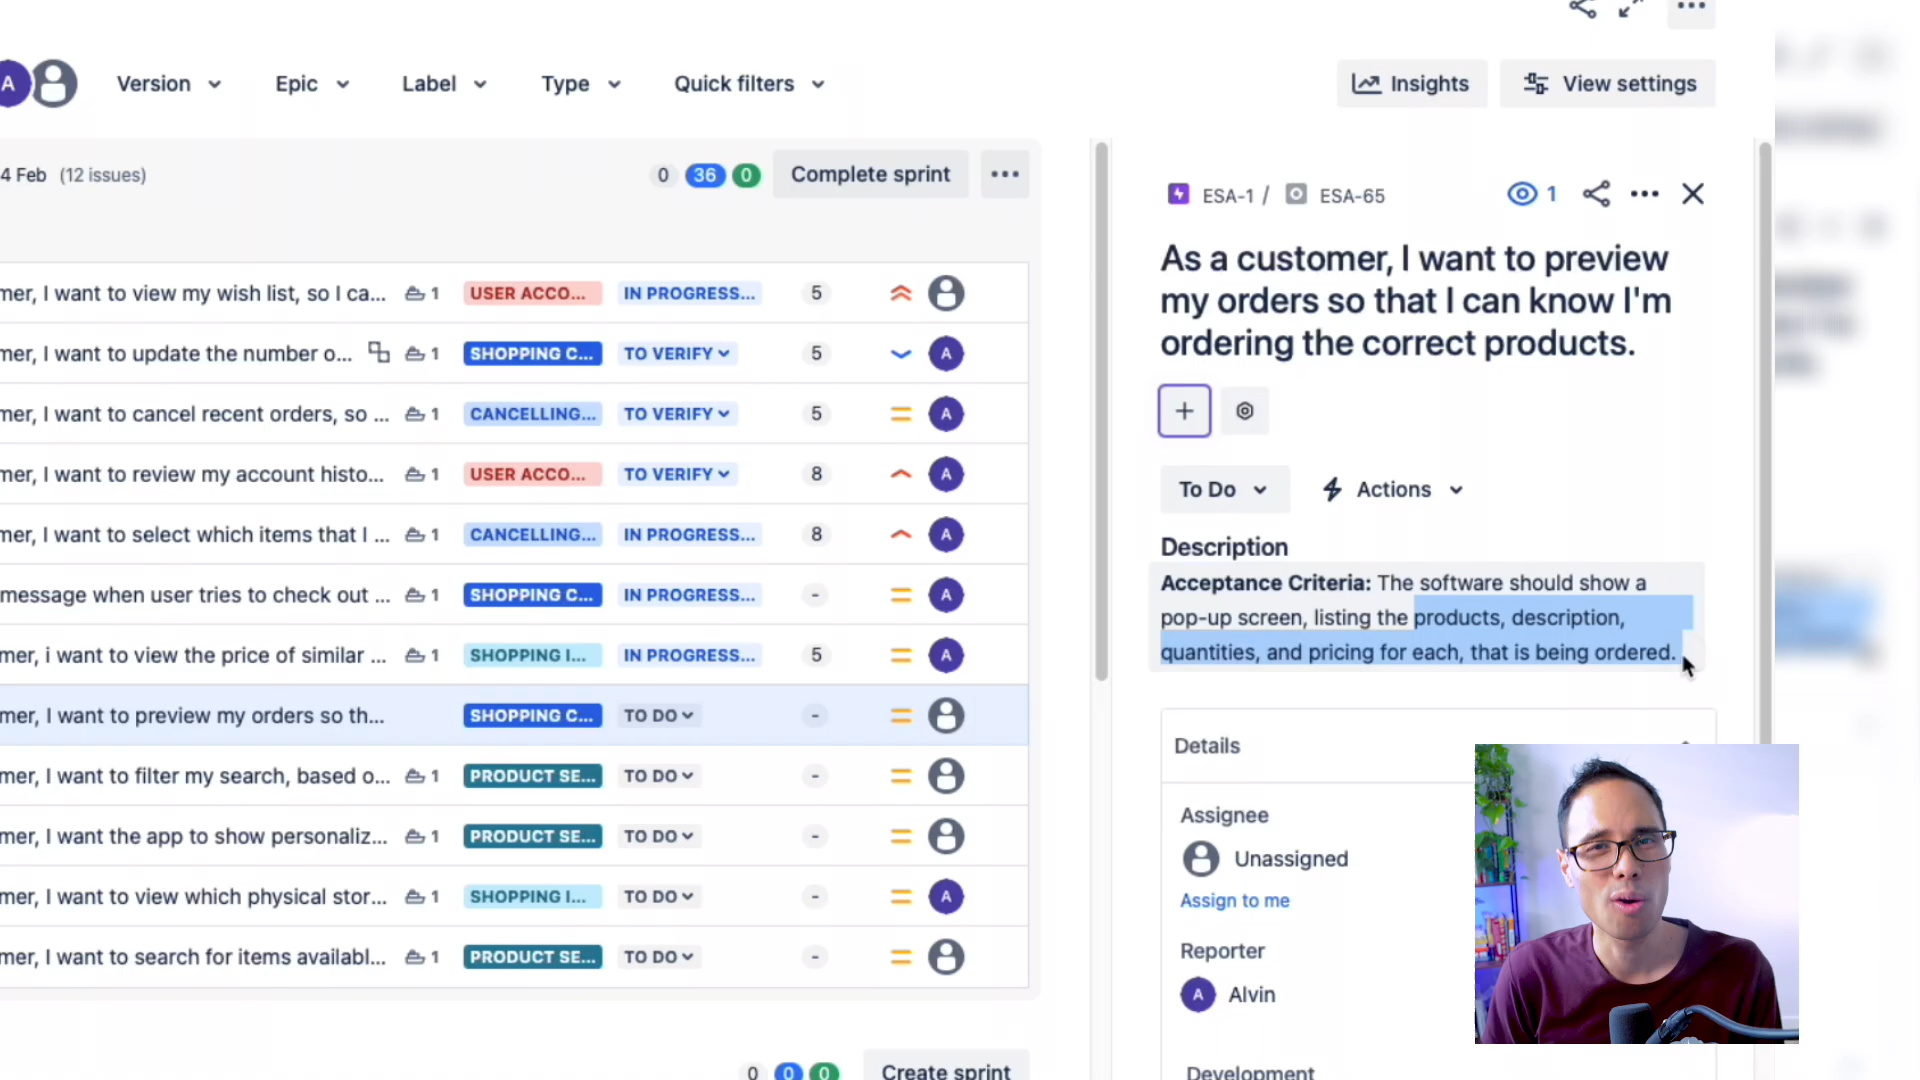 A Version Epic Label Type Quick filters Insights View settings
4 Feb (12 issues) 0 36 0 Complete sprint
mer, I want to view my wish list, so I ca... 1 USER ACCO... IN PROGRESS... 5
mer, I want to update the number o... 1 SHOPPING C... TO VERIFY 5 A
mer, I want to cancel recent orders, so ... 1 CANCELLING... TO VERIFY 5 A
mer, I want to review my account histo... 1 USER ACCO... TO VERIFY 8 A
mer, I want to select which items that I ... 1 CANCELLING... IN PROGRESS... 8 A
message when user tries to check out ... 1 SHOPPING C... IN PROGRESS... - A
mer, i want to view the price of similar ... 1 SHOPPING I... IN PROGRESS... 5 A
mer, I want to preview my orders so th... SHOPPING C... TO DO -
mer, I want to filter my search, based o... 1 PRODUCT SE... TO DO -
mer, I want the app to show personaliz... 1 PRODUCT SE... TO DO -
mer, I want to view which physical stor... 1 SHOPPING I... TO DO - A
mer, I want to search for items availabl... 1 PRODUCT SE... TO DO -
0 0 0 Create sprint
ESA-1 / ESA-65 1
As a customer, I want to preview
my orders so that I can know I'm
ordering the correct products.
To Do Actions
Description
Acceptance Criteria: The software should show a
pop-up screen, listing the products, description,
quantities, and pricing for each, that is being ordered.
Details
Assignee
Unassigned
Assign to me
Reporter
A Alvin
Development